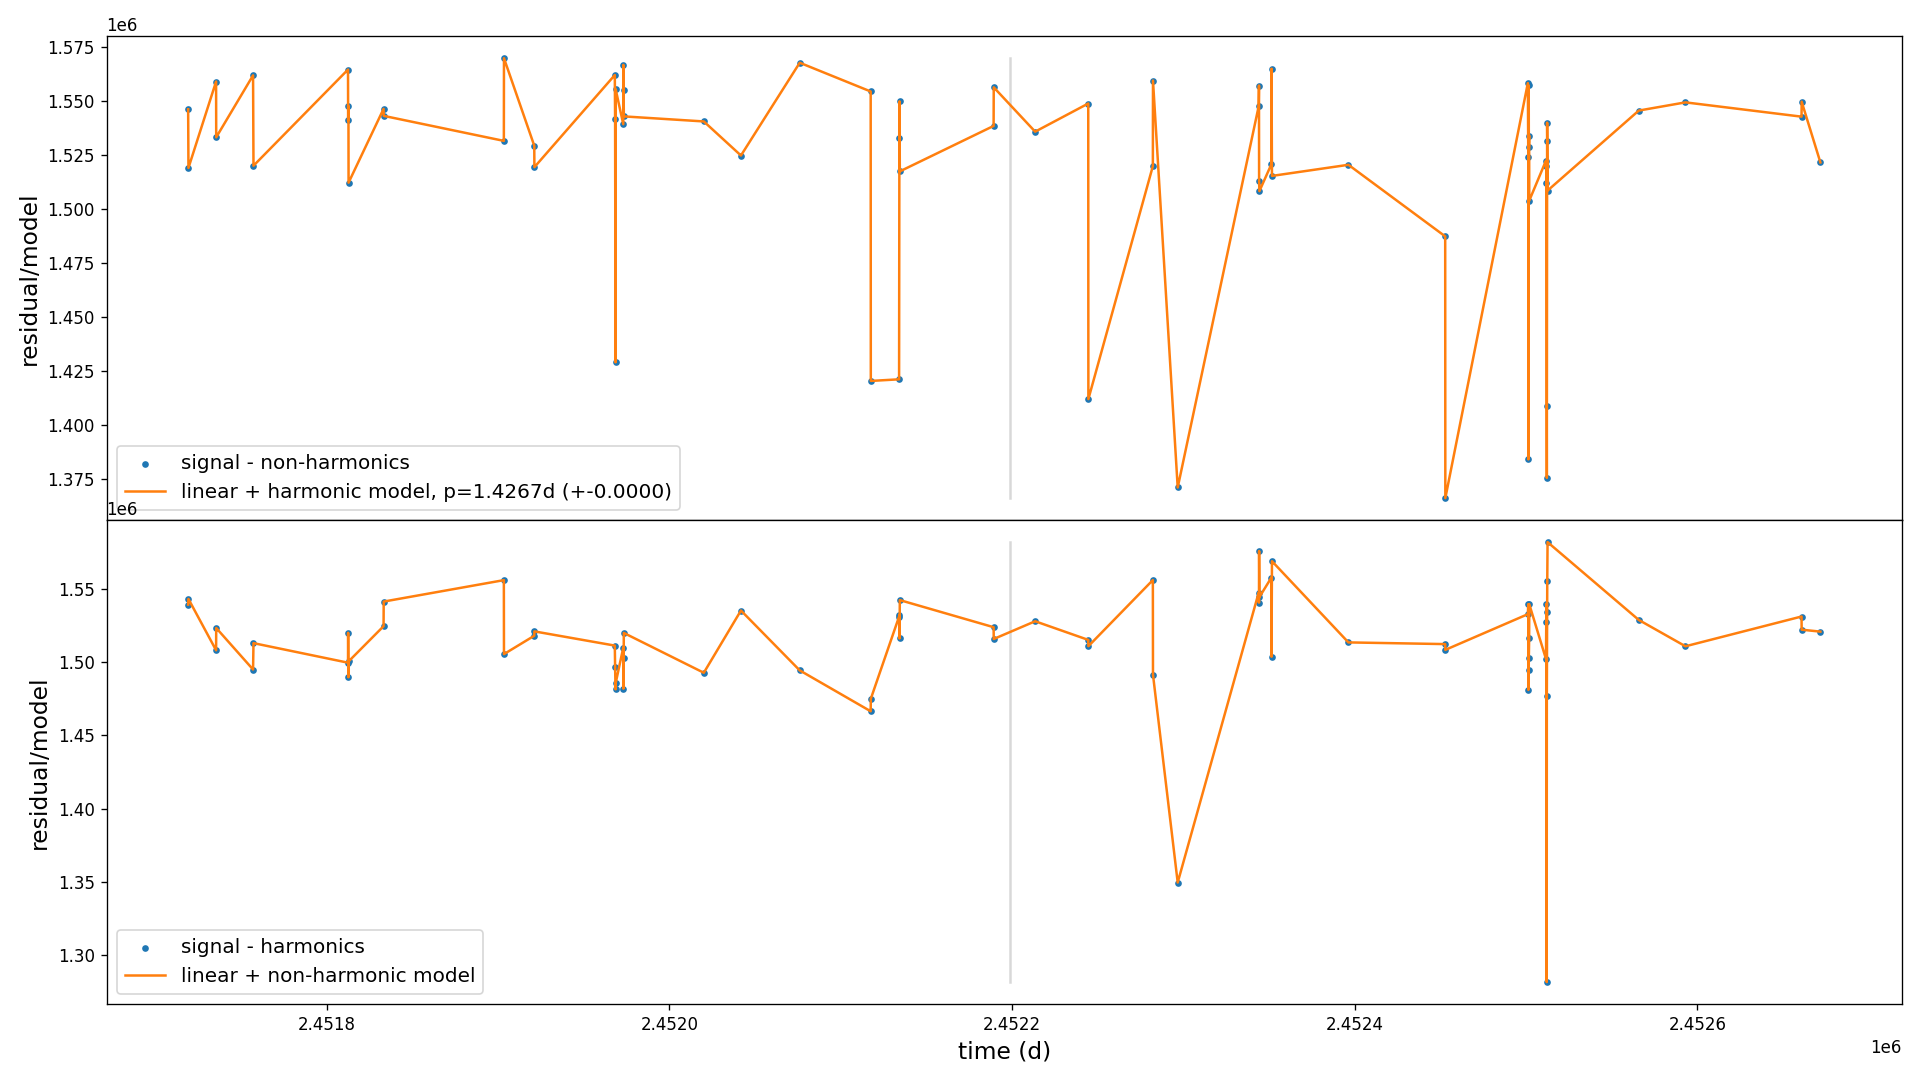 1e6
1.575
1.550
1.525
1.500
1.475
1.450
1.425
1.400
1.375
residual/model
signal - non-harmonics
linear + harmonic model, p=1.4267d (+-0.0000)
1e6
1.55
1.50
1.45
1.40
1.35
1.30
residual/model
signal - harmonics
linear + non-harmonic model
2.4518
2.4520
2.4522
2.4524
2.4526
time (d)
1e6